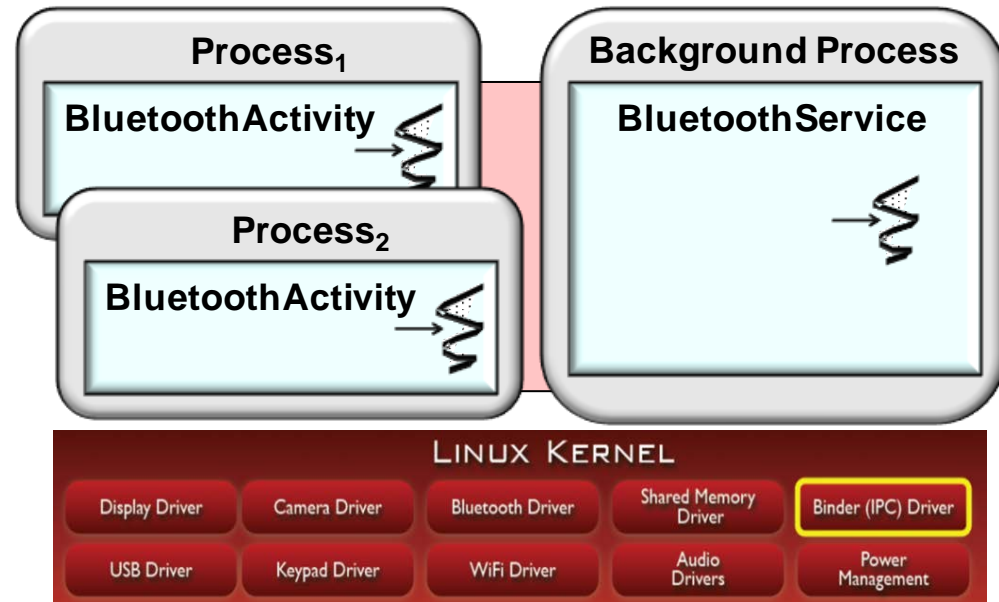 Process₁
BluetoothActivity
Process₂
BluetoothActivity
Background Process
BluetoothService
LINUX KERNEL
Display Driver
Camera Driver
Bluetooth Driver
Shared Memory
Driver
Binder (IPC) Driver
USB Driver
Keypad Driver
WiFi Driver
Audio
Drivers
Power
Management